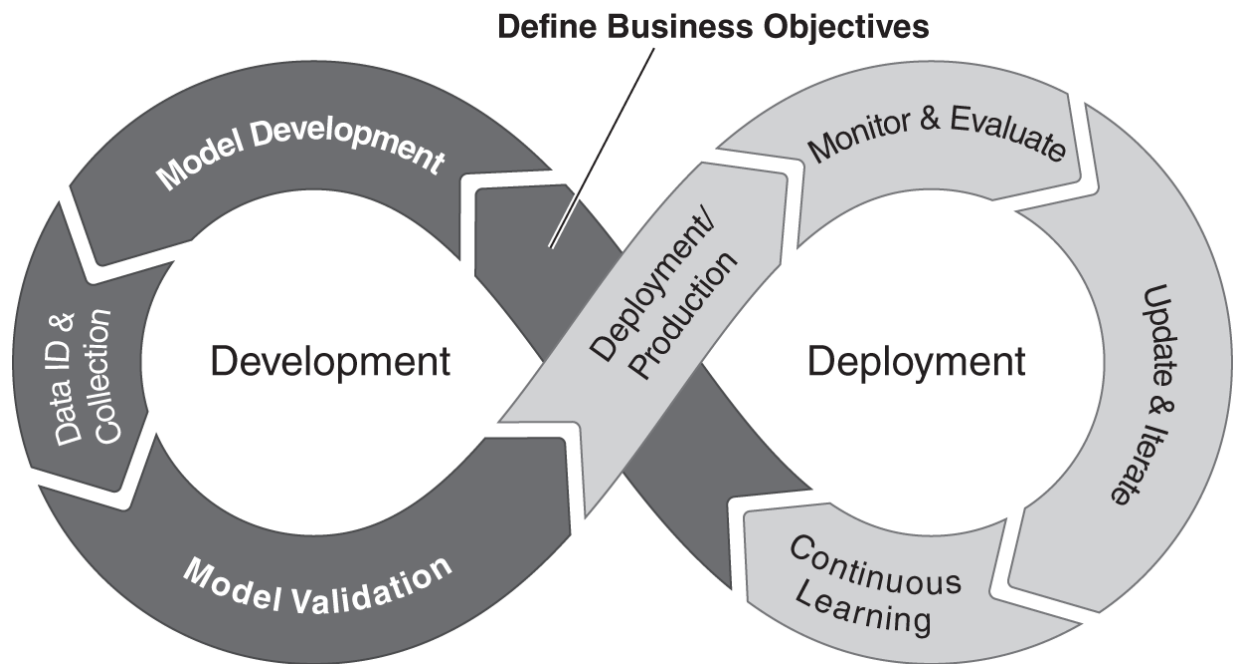 Define Business Objectives
Model Development
Monitor & Evaluate
Deployment/
Production
Data ID &
Collection
Development
Deployment
Update & Iterate
Model Validation
Continuous
Learning